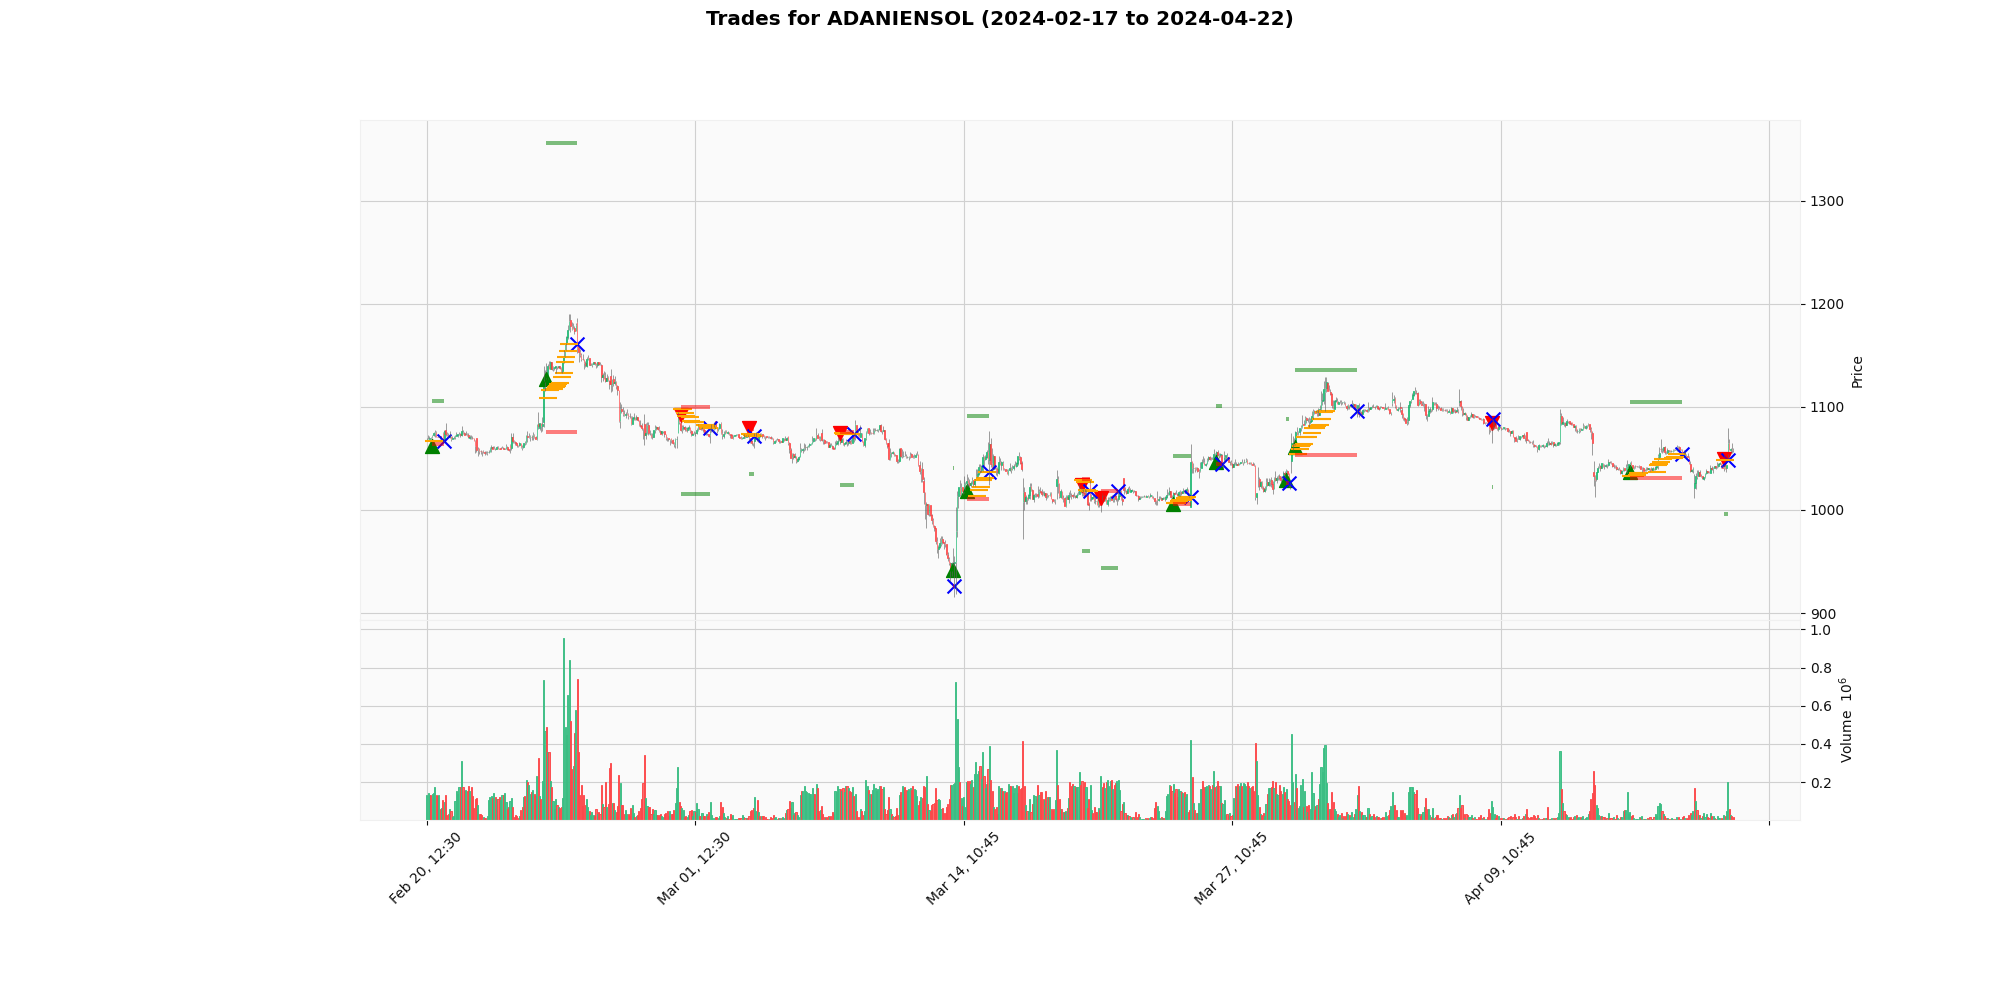 Trades for ADANIENSOL (2024-02-17 to 2024-04-22)
1300
1200
1100
1000
900
Price
1.0
0.8
0.6
0.4
0.2
Volume 10⁶
Feb 20, 12:30
Mar 01, 12:30
Mar 14, 10:45
Mar 27, 10:45
Apr 09, 10:45